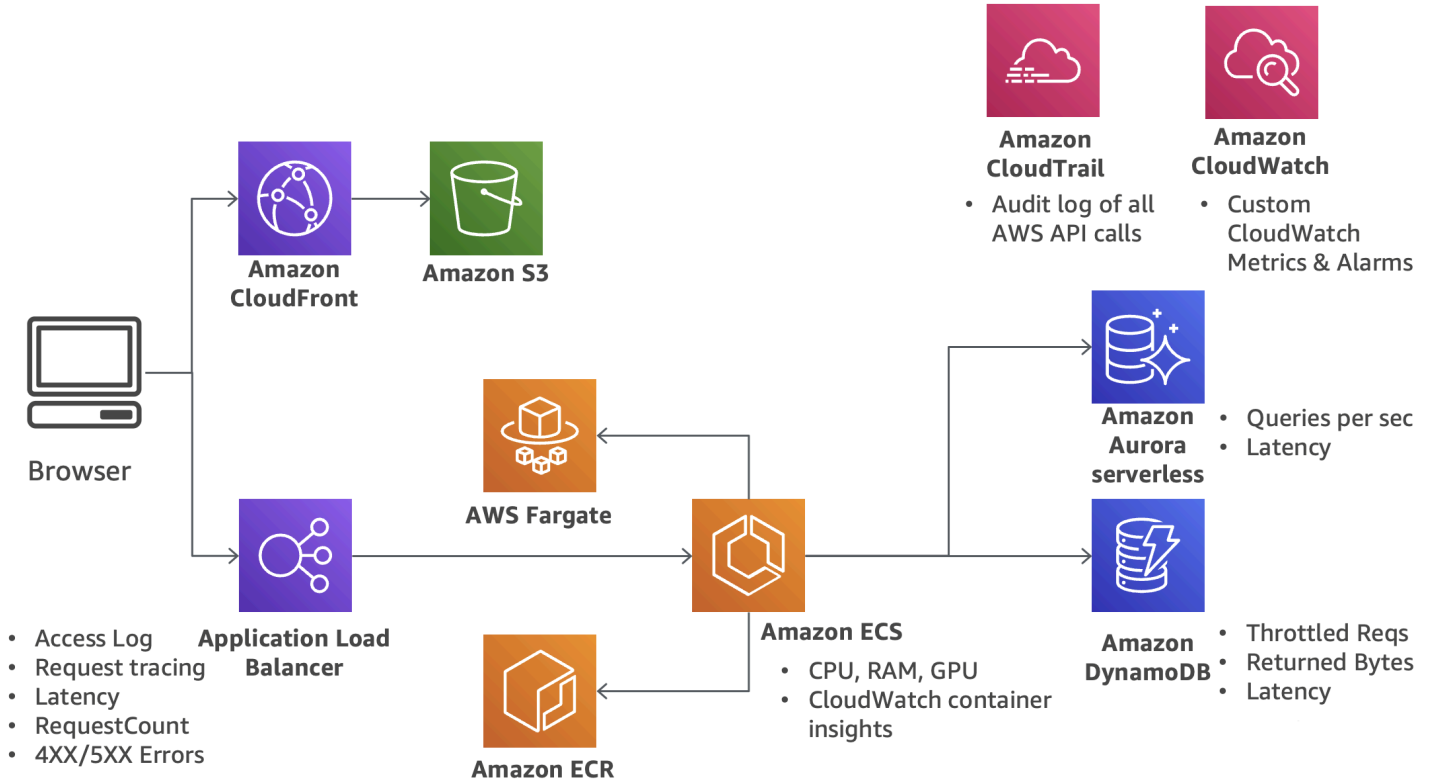 Amazon
CloudTrail
• Audit log of all
AWS API calls
Amazon
CloudWatch
• Custom
CloudWatch
Metrics & Alarms
Amazon
CloudFront
Amazon S3
Browser
AWS Fargate
Amazon
Aurora
serverless
• Queries per sec
• Latency
Application Load
Balancer
• Access Log
• Request tracing
• Latency
• RequestCount
• 4XX/5XX Errors
Amazon ECS
• CPU, RAM, GPU
• CloudWatch container
insights
Amazon ECR
Amazon
DynamoDB
• Throttled Reqs
• Returned Bytes
• Latency